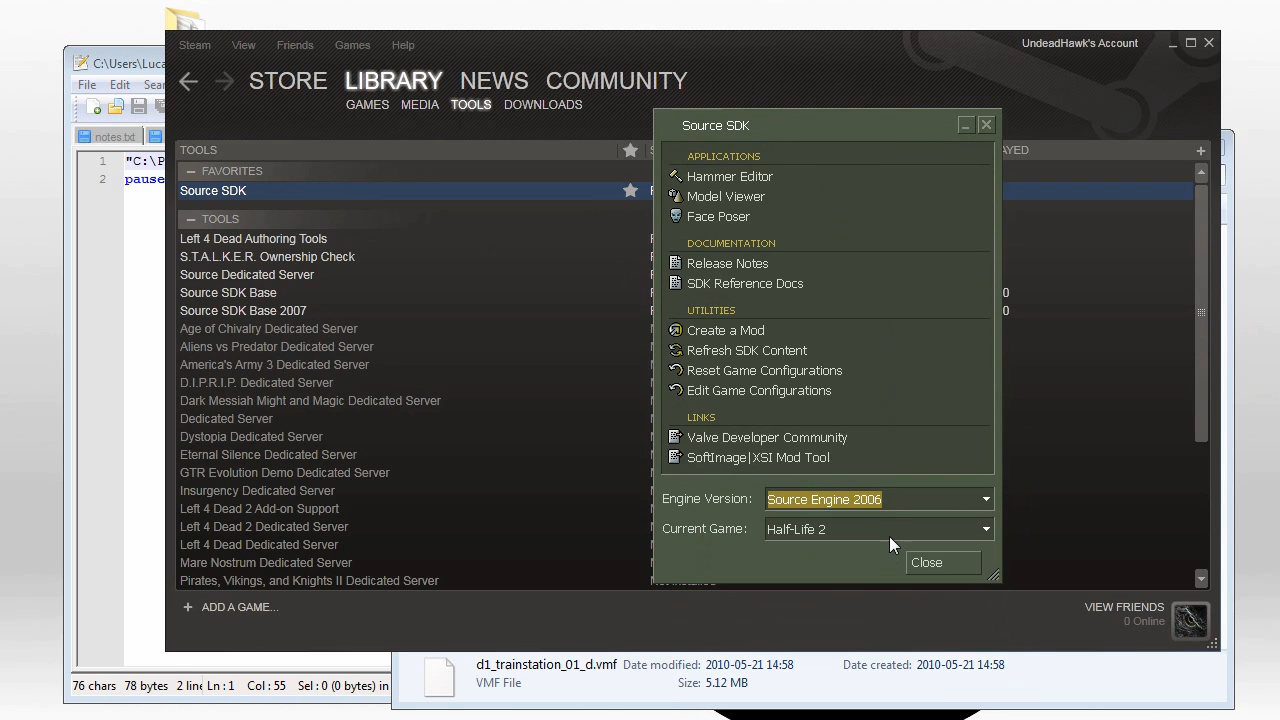 C:\Users\Luca
File Edit Sear
notes.txt
1 "C:\P
2 pause
76 chars 78 bytes 2 line Ln : 1 Col : 55 Sel : 0 (0 bytes) in
Steam View Friends Games Help
UndeadHawk's Account
STORE LIBRARY NEWS COMMUNITY
GAMES MEDIA TOOLS DOWNLOADS
TOOLS
AYED
FAVORITES
Source SDK
TOOLS
Left 4 Dead Authoring Tools
S.T.A.L.K.E.R. Ownership Check
Source Dedicated Server
Source SDK Base
0
Source SDK Base 2007
0
Age of Chivalry Dedicated Server
Aliens vs Predator Dedicated Server
America's Army 3 Dedicated Server
D.I.P.R.I.P. Dedicated Server
Dark Messiah Might and Magic Dedicated Server
Dedicated Server
Dystopia Dedicated Server
Eternal Silence Dedicated Server
GTR Evolution Demo Dedicated Server
Insurgency Dedicated Server
Left 4 Dead 2 Add-on Support
Left 4 Dead 2 Dedicated Server
Left 4 Dead Dedicated Server
Mare Nostrum Dedicated Server
Pirates, Vikings, and Knights II Dedicated Server
+ ADD A GAME...
VIEW FRIENDS
0 Online
Source SDK
APPLICATIONS
Hammer Editor
Model Viewer
Face Poser
DOCUMENTATION
Release Notes
SDK Reference Docs
UTILITIES
Create a Mod
Refresh SDK Content
Reset Game Configurations
Edit Game Configurations
LINKS
Valve Developer Community
SoftImage|XSI Mod Tool
Engine Version: Source Engine 2006
Current Game: Half-Life 2
Close
d1_trainstation_01_d.vmf Date modified: 2010-05-21 14:58 Date created: 2010-05-21 14:58
VMF File Size: 5.12 MB